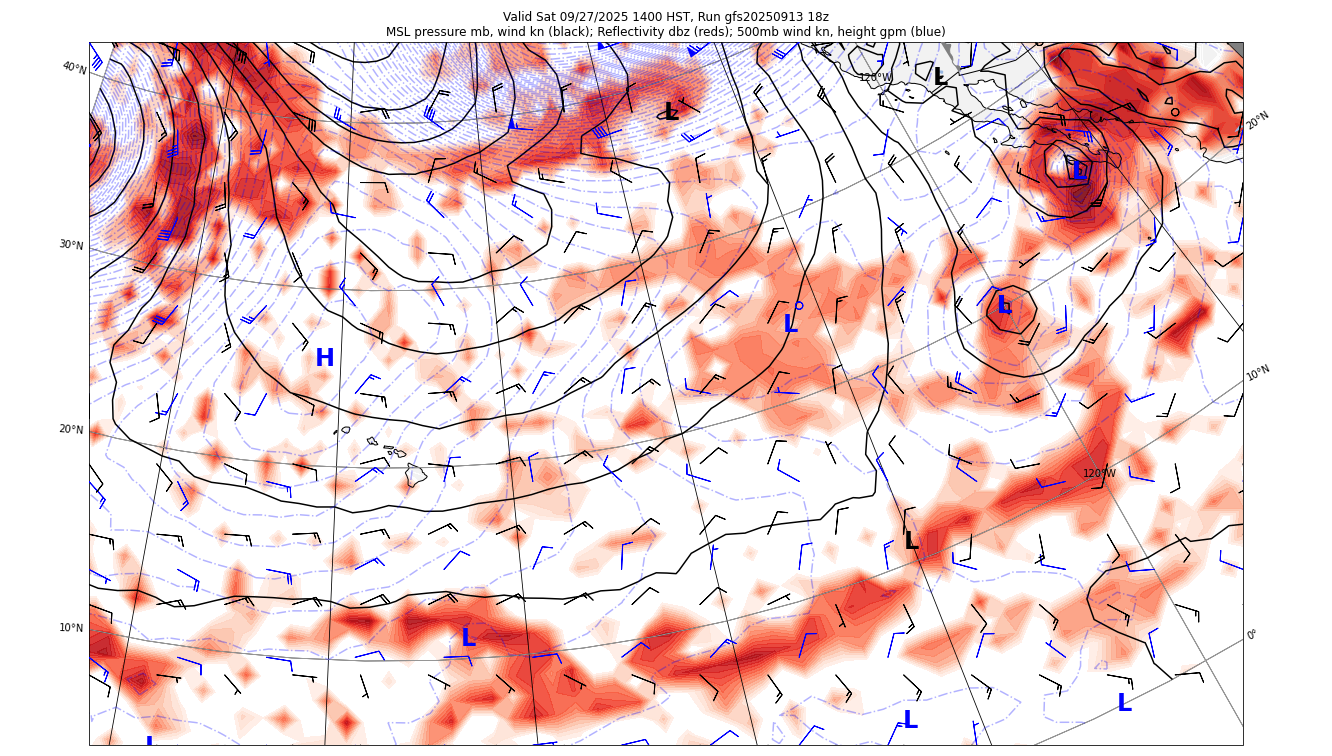 Valid Sat 09/27/2025 1400 HST, Run gfs20250913 18z
MSL pressure mb, wind kn (black); Reflectivity dbz (reds); 500mb wind kn, height gpm (blue)
40°N
120°W
L
L
20°N
L
30°N
L
L
H
10°N
20°N
120°W
L
10°N
L
0°
L
L
L